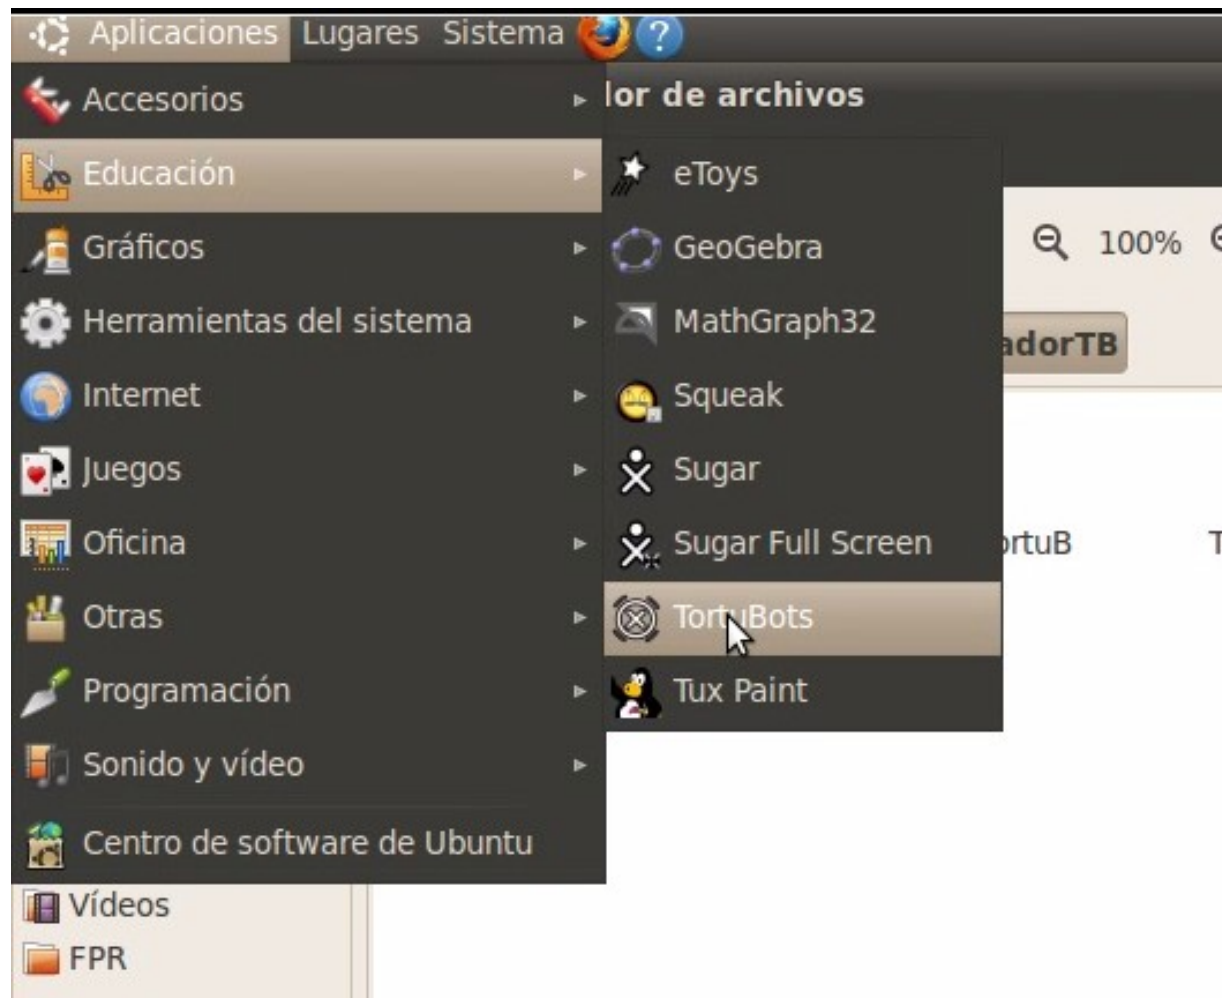 Aplicaciones Lugares Sistema ?
Accesorios
Educación
Gráficos
Herramientas del sistema
Internet
Juegos
Oficina
Otras
Programación
Sonido y vídeo
Centro de software de Ubuntu
eToys
GeoGebra
MathGraph32
Squeak
Sugar
Sugar Full Screen
TortuBots
Tux Paint
dor de archivos
100%
adorTB
ortuB
T
Vídeos
FPR